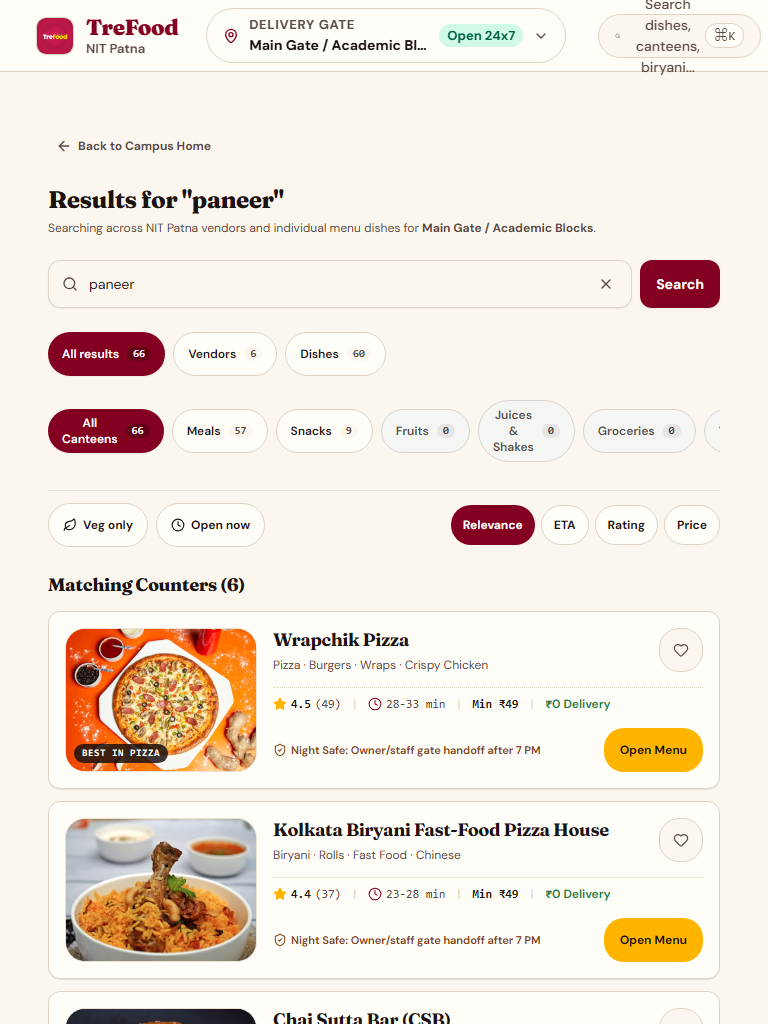 TreFood
TreFood
NIT Patna
DELIVERY GATE
Main Gate / Academic Bl...
Open 24x7
Search
dishes,
canteens,
biryani...
⌘K
Back to Campus Home
Results for "paneer"
Searching across NIT Patna vendors and individual menu dishes for Main Gate / Academic Blocks.
paneer
Search
All results 66
Vendors 6
Dishes 60
All Canteens 66
Meals 57
Snacks 9
Fruits 0
Juices & Shakes 0
Groceries 0
Veg only
Open now
Relevance
ETA
Rating
Price
Matching Counters (6)
Wrapchik Pizza
Pizza · Burgers · Wraps · Crispy Chicken
4.5 (49) | 28-33 min | Min ₹49 | ₹0 Delivery
BEST IN PIZZA
Night Safe: Owner/staff gate handoff after 7 PM
Open Menu
Kolkata Biryani Fast-Food Pizza House
Biryani · Rolls · Fast Food · Chinese
4.4 (37) | 23-28 min | Min ₹49 | ₹0 Delivery
Night Safe: Owner/staff gate handoff after 7 PM
Open Menu
Chai Sutta Bar (CSB)